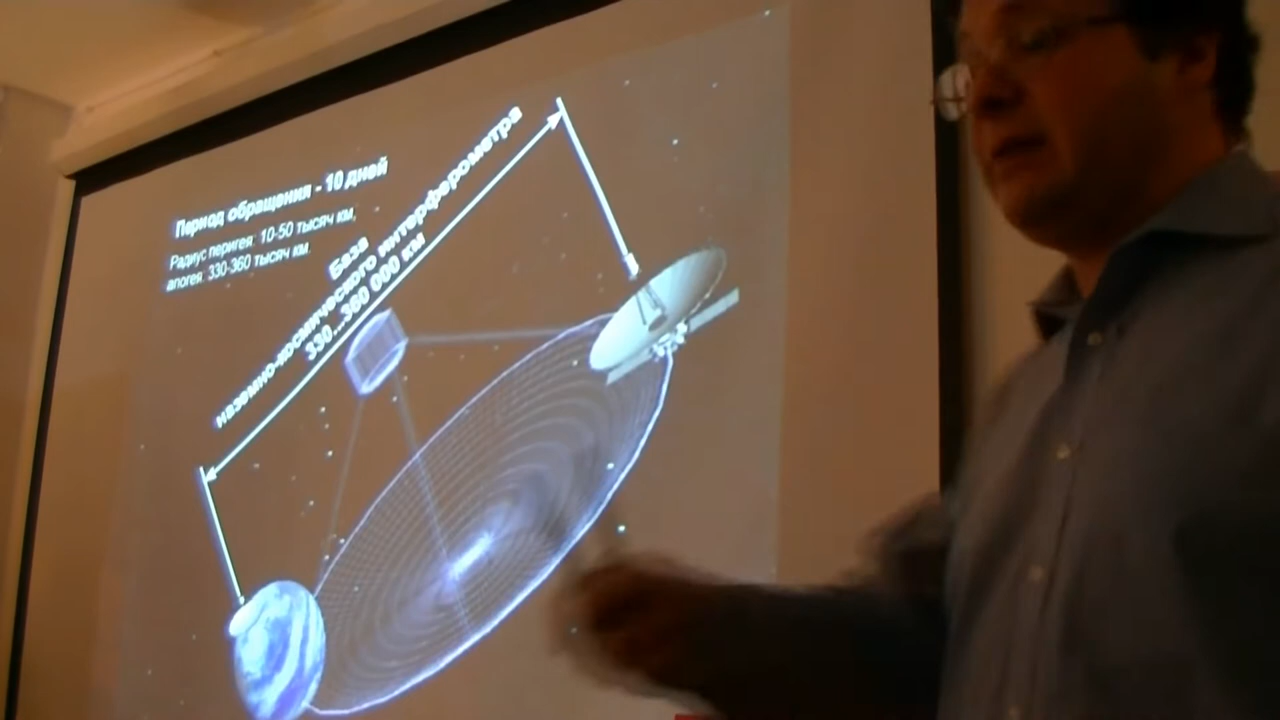 Период обращения - 10 дней
Радиус перигея: 10-50 тысяч км,
апогея: 330-360 тысяч км.
База
наземно-космического интерферометра
330...360 000 км